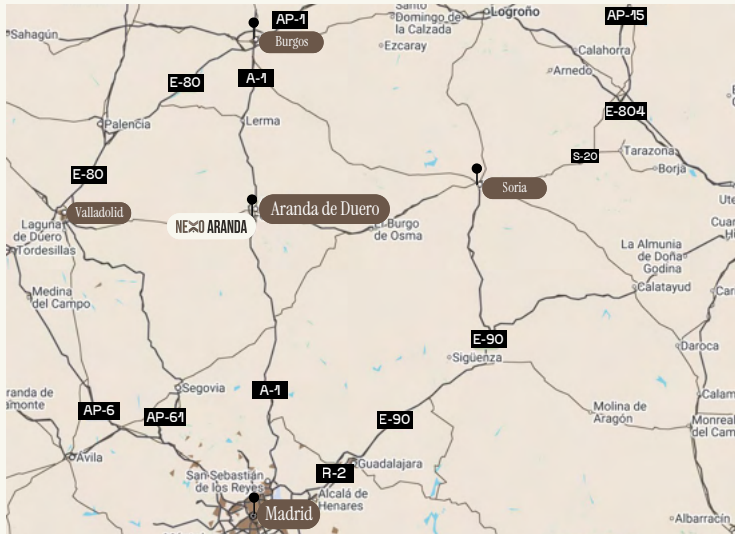 Santo
Domingo de
la Calzada
Logroño
AP-15
AP-1
Sahagún
Burgos
Ezcaray
Calahorra
Arnedo
A-1
E-80
E-804
Palencia
Lerma
S-20
Tarazona
Borja
E-80
Soria
Valladolid
Aranda de Duero
NEXO ARANDA
El Burgo
de Osma
Laguna
de Duero
Tordesillas
La Almunia
de Doña
Godina
Calatayud
Medina
del Campo
E-90
Sigüenza
Daroca
Segovia
A-1
AP-6
AP-61
E-90
Molina de
Aragón
Ávila
R-2
Guadalajara
San Sebastián
de los Reyes
Alcalá de
Henares
Madrid
Albarracín